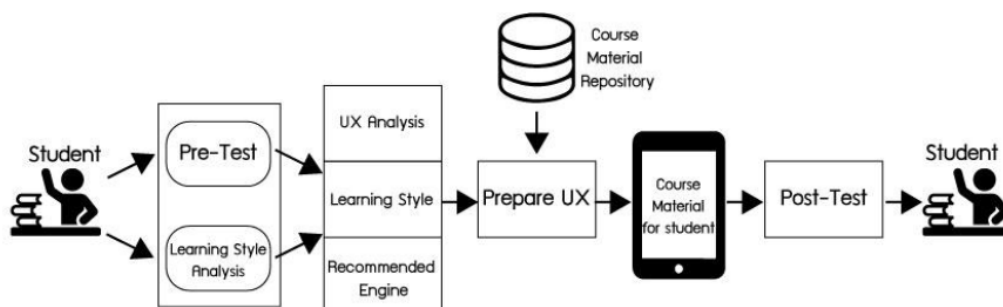 Student
Pre-Test
Learning Style
Analysis
UX Analysis
Learning Style
Recommended
Engine
Course
Material
Repository
Prepare UX
Course
Material
for student
Post-Test
Student